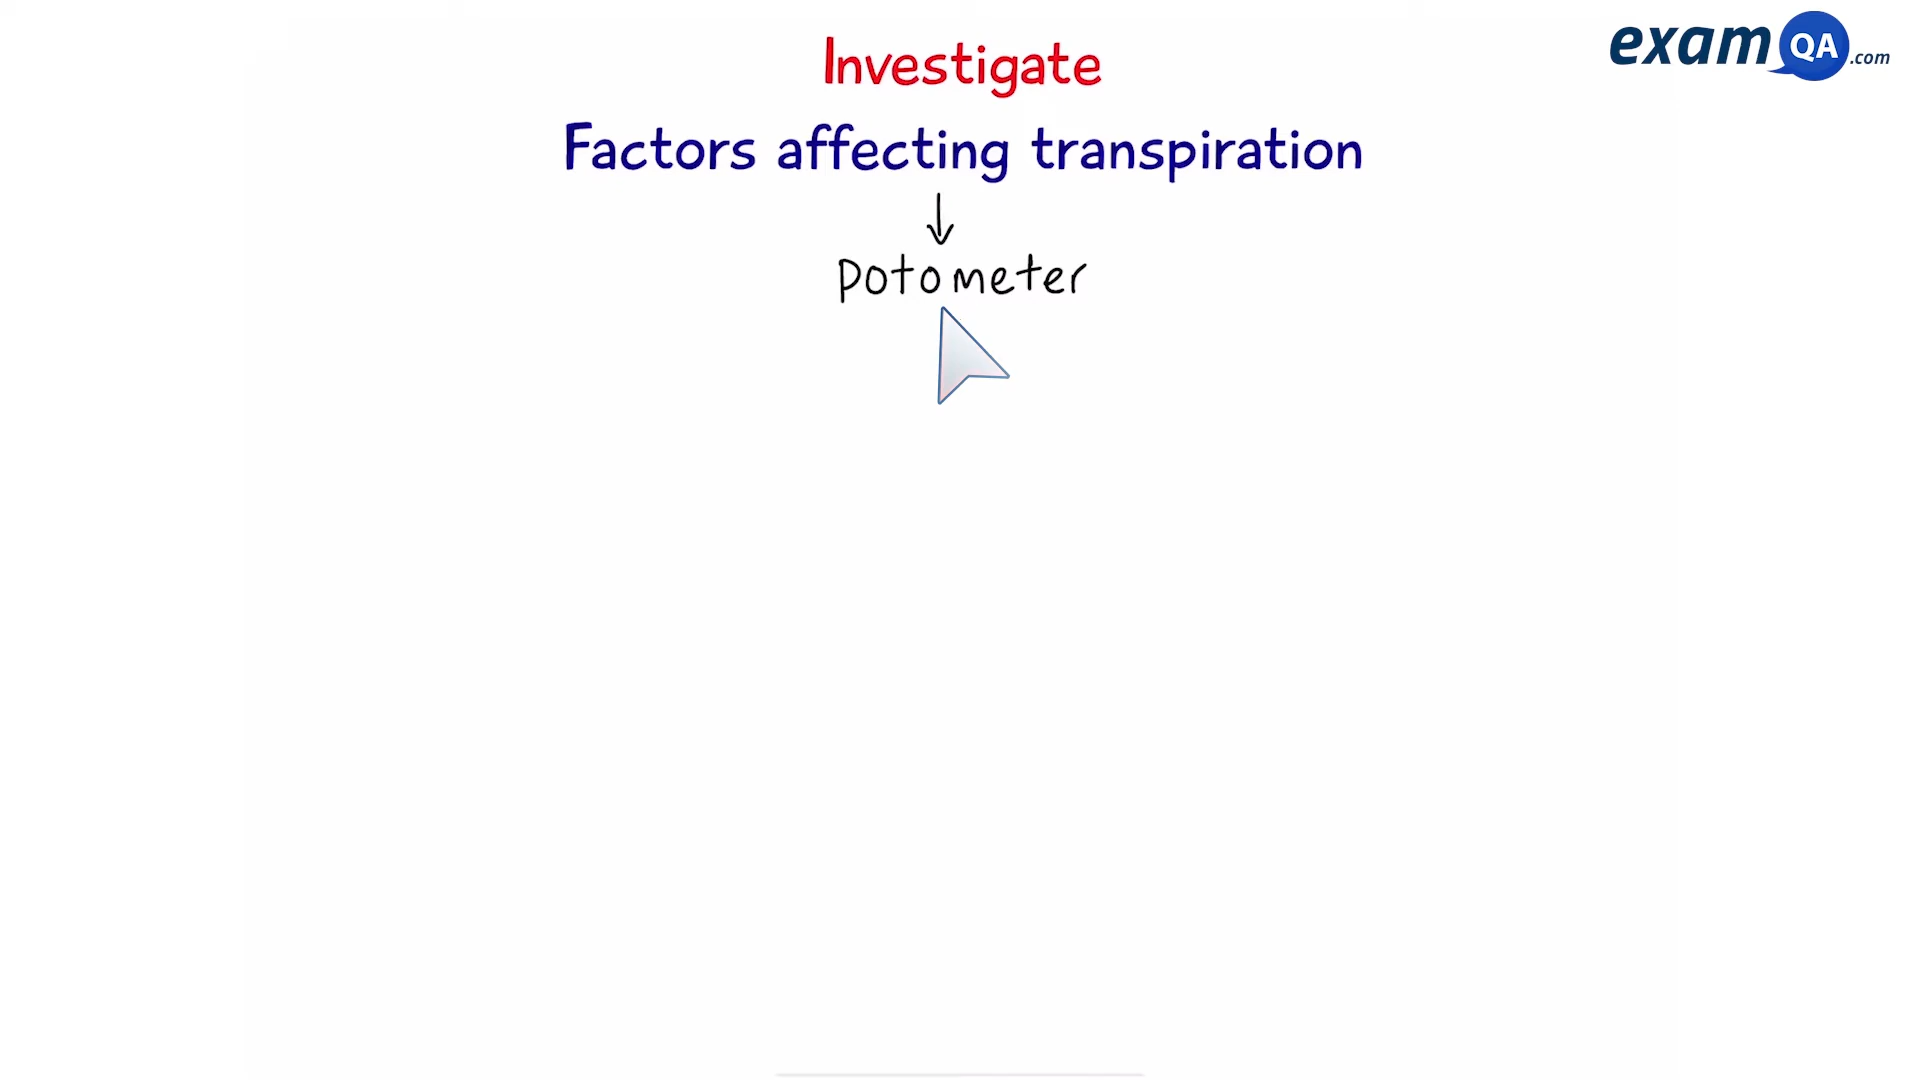 examQA.com
Investigate
Factors affecting transpiration
potometer